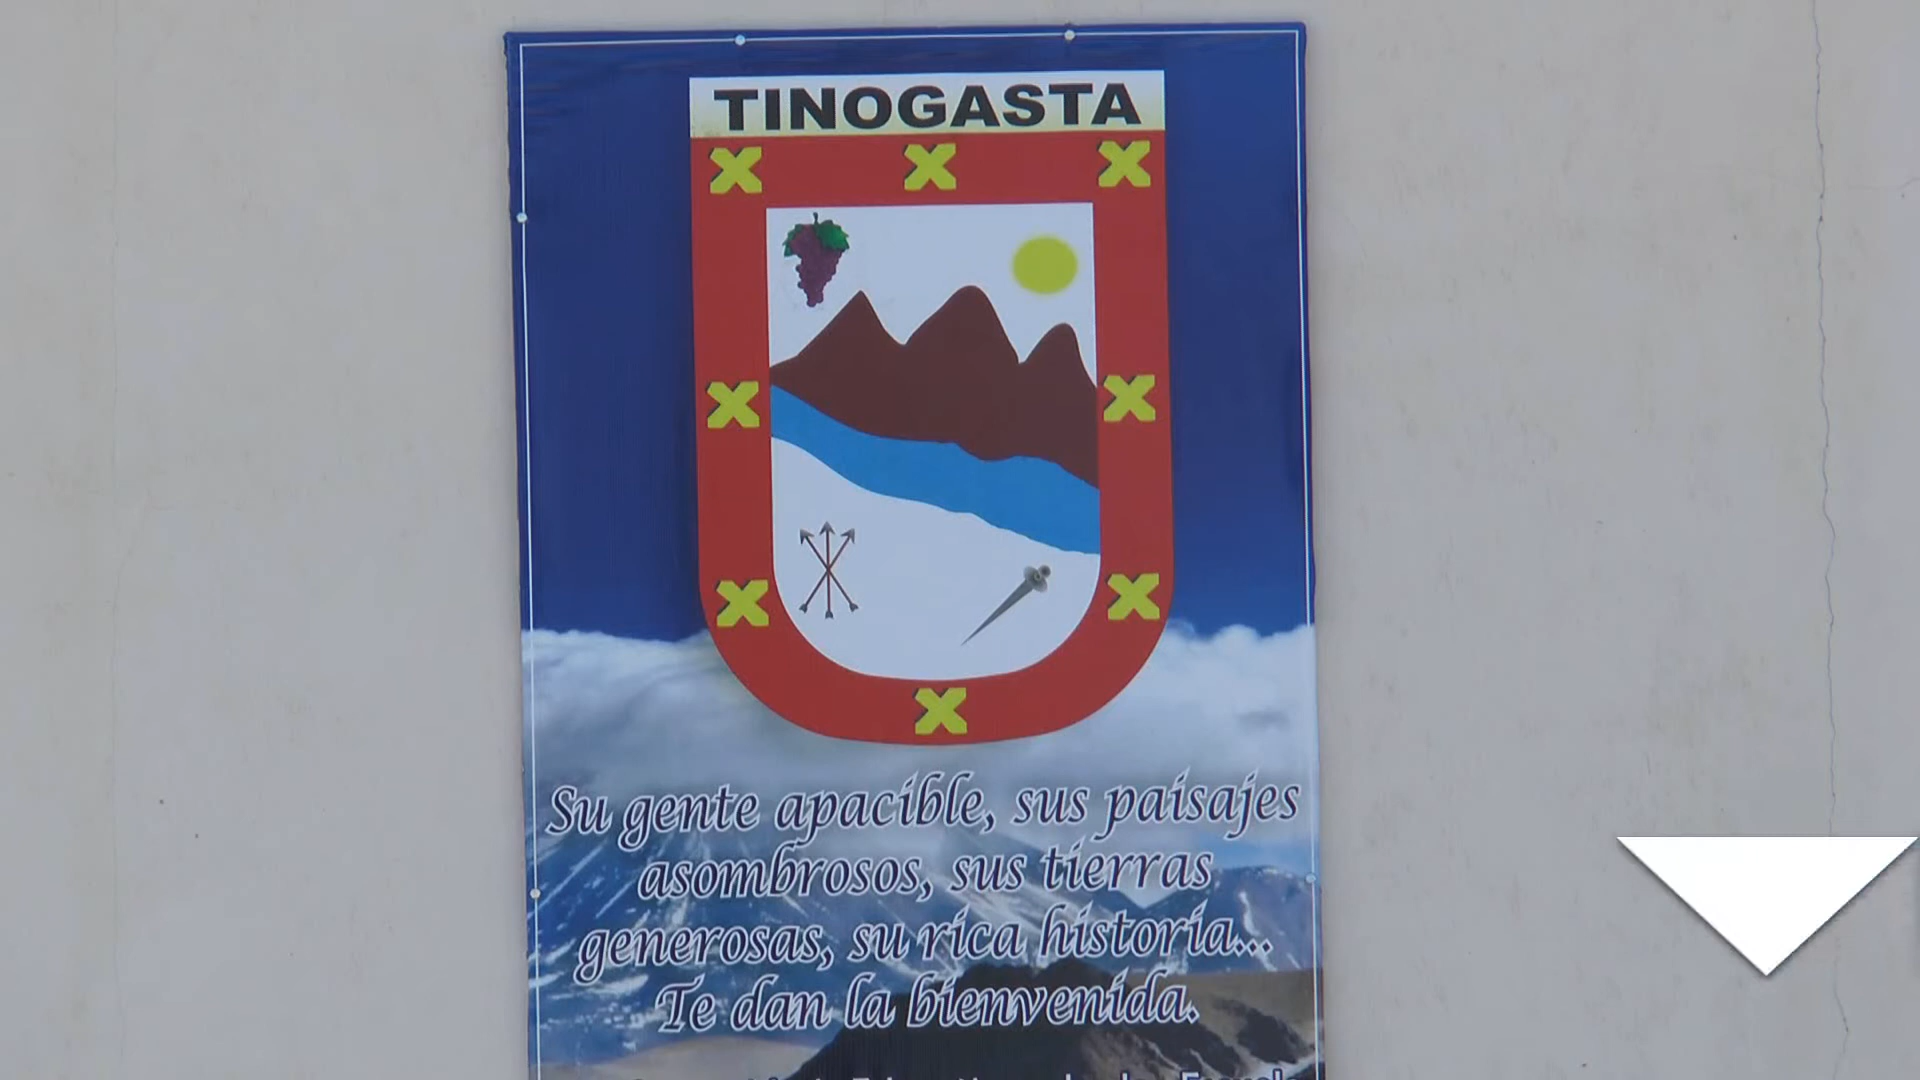 TINOGASTA
Su gente apacible, sus paisajes
asombrosos, sus tierras
generosas, su rica historia...
Te dan la bienvenida.